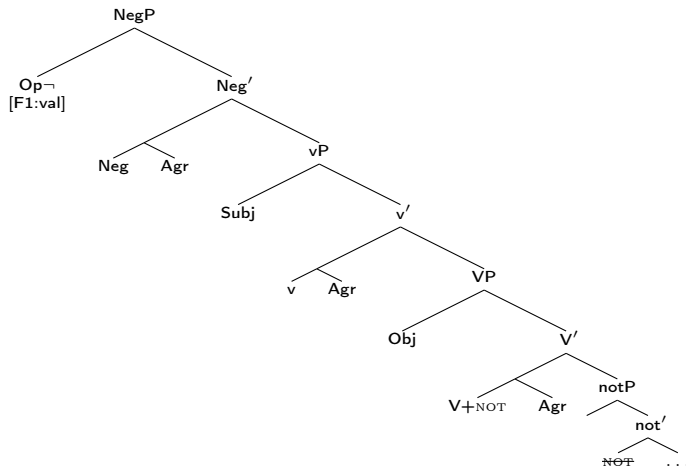 NegP
Op¬ Neg′
[F1:val]
Neg Agr vP
Subj v′
v Agr VP
Obj V′
V+NOT Agr notP
not′
NOT